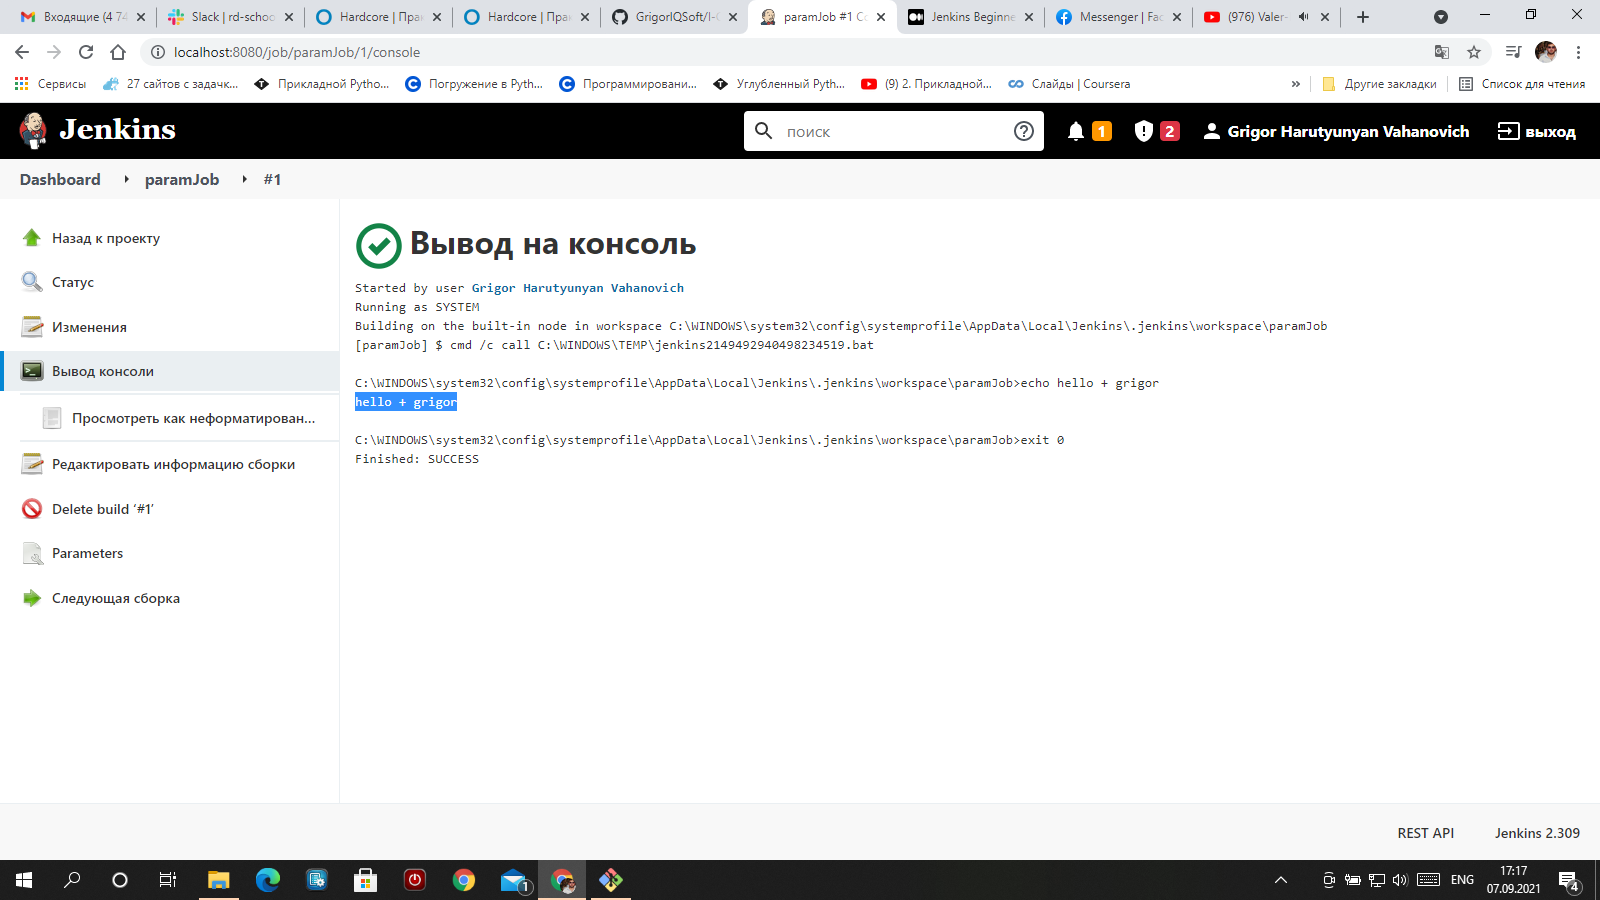 Входящие (4 74
Slack | rd-schoo
Hardcore | Пра
Hardcore | Пра
GrigorIQSoft/I-
paramJob #1 Co
Jenkins Beginne
Messenger | Fac
(976) Valer-
localhost:8080/job/paramJob/1/console
Сервисы
27 сайтов с задачк...
Прикладной Pytho...
Погружение в Pyth...
Программировани...
Углубленный Pyth...
(9) 2. Прикладной...
Слайды | Coursera
»
Другие закладки
Список для чтения
Jenkins
поиск
1
2
Grigor Harutyunyan Vahanovich
выход
Dashboard
paramJob
#1
Назад к проекту
Статус
Изменения
Вывод консоли
Просмотреть как неформатирован...
Редактировать информацию сборки
Delete build ‘#1’
Parameters
Следующая сборка
Вывод на консоль
Started by user Grigor Harutyunyan Vahanovich
Running as SYSTEM
Building on the built-in node in workspace C:\WINDOWS\system32\config\systemprofile\AppData\Local\Jenkins\.jenkins\workspace\paramJob
[paramJob] $ cmd /c call C:\WINDOWS\TEMP\jenkins2149492940498234519.bat
C:\WINDOWS\system32\config\systemprofile\AppData\Local\Jenkins\.jenkins\workspace\paramJob>echo hello + grigor
hello + grigor
C:\WINDOWS\system32\config\systemprofile\AppData\Local\Jenkins\.jenkins\workspace\paramJob>exit 0
Finished: SUCCESS
REST API
Jenkins 2.309
1
ENG
17:17
07.09.2021
4